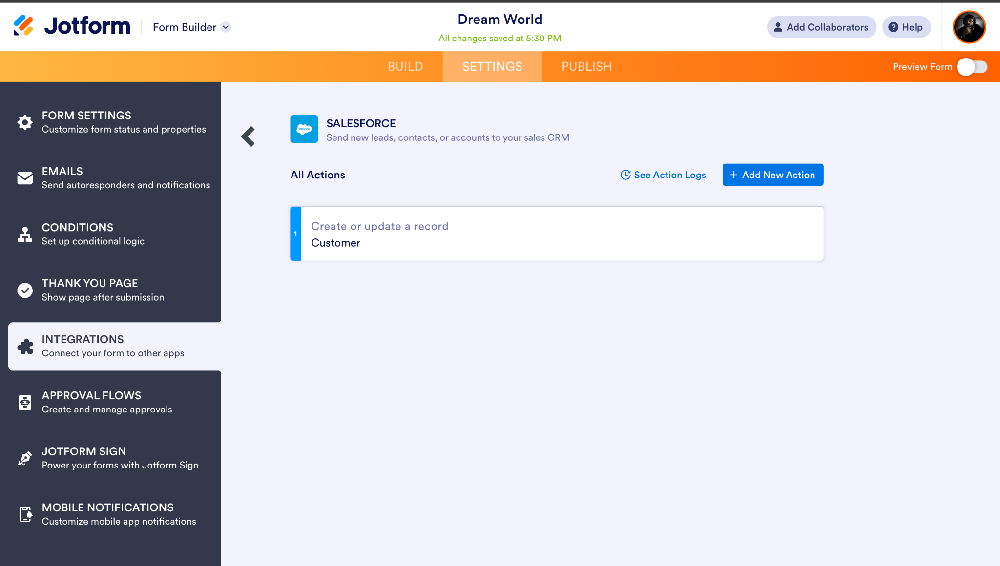 Jotform
Form Builder
Dream World
All changes saved at 5:30 PM
Add Collaborators
Help
BUILD
SETTINGS
PUBLISH
Preview Form
FORM SETTINGS
Customize form status and properties
EMAILS
Send autoresponders and notifications
CONDITIONS
Set up conditional logic
THANK YOU PAGE
Show page after submission
INTEGRATIONS
Connect your form to other apps
APPROVAL FLOWS
Create and manage approvals
JOTFORM SIGN
Power your forms with Jotform Sign
MOBILE NOTIFICATIONS
Customize mobile app notifications
salesforce
SALESFORCE
Send new leads, contacts, or accounts to your sales CRM
All Actions
See Action Logs
+ Add New Action
1
Create or update a record
Customer